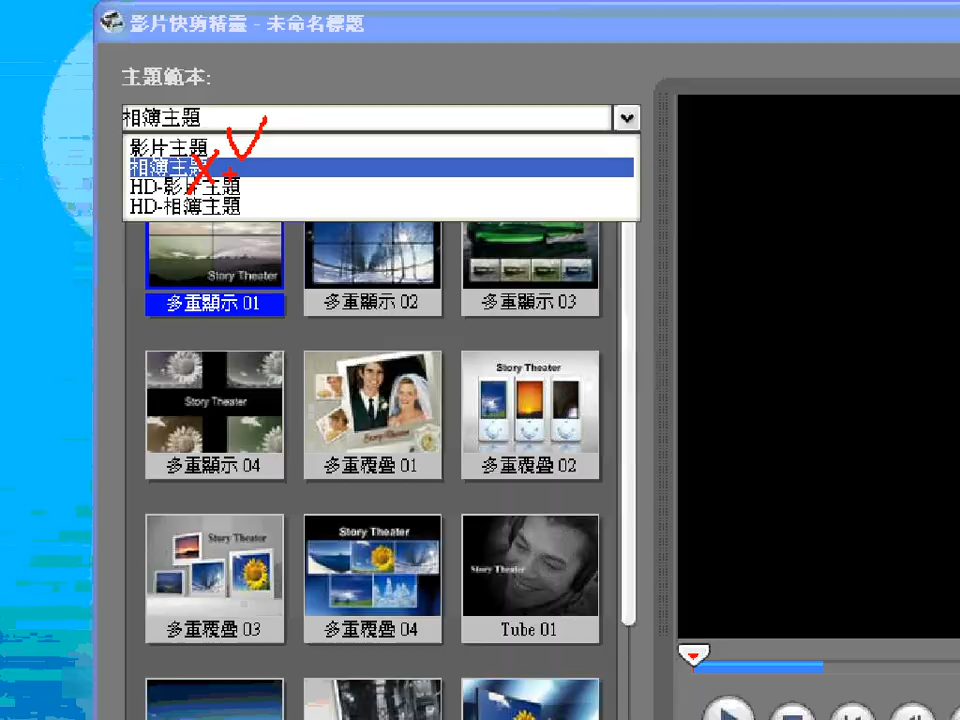 影片快剪精靈 - 未命名標題
主題範本:
相簿主題
影片主題
相簿主題
HD-影片主題
HD-相簿主題
Story Theater
多重顯示 01
多重顯示 02
多重顯示 03
Story Theater
Story Theater
Story Theater
多重顯示 04
多重覆疊 01
多重覆疊 02
Story Theater
Story Theater
Story Theater
多重覆疊 03
多重覆疊 04
Tube 01